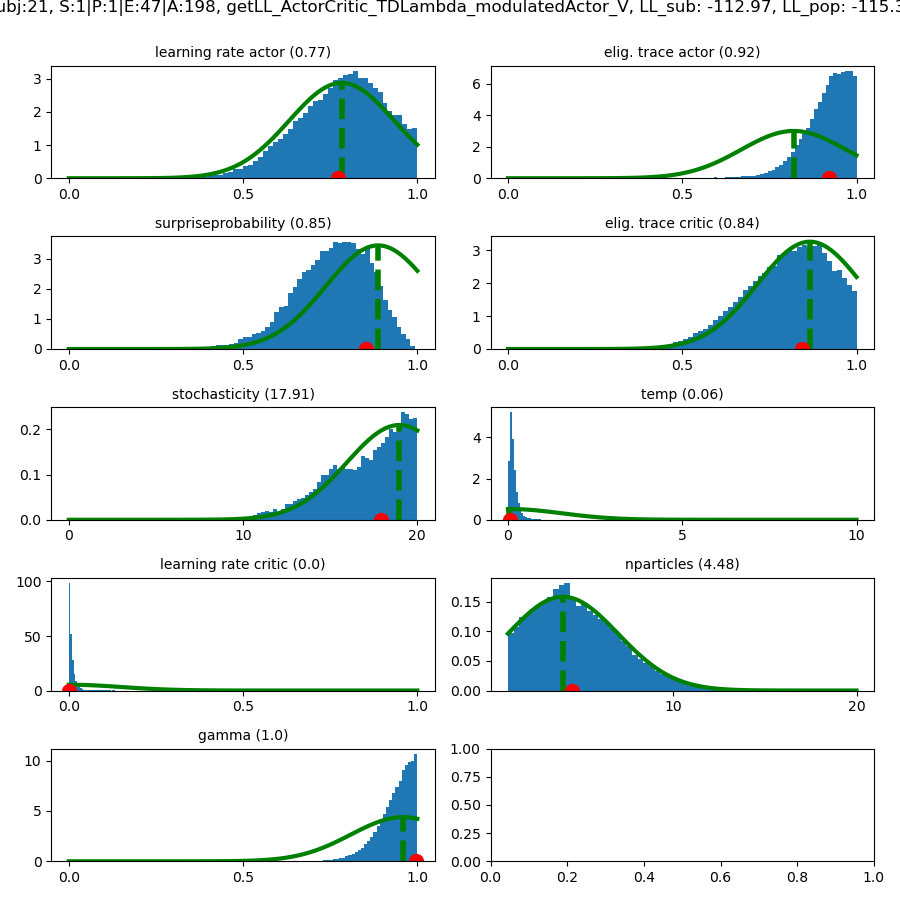 ubj:21, S:1|P:1|E:47|A:198, getLL_ActorCritic_TDLambda_modulatedActor_V, LL_sub: -112.97, LL_pop: -115.3
learning rate actor (0.77)
3
2
1
0
0.0 0.5 1.0
elig. trace actor (0.92)
6
4
2
0
0.0 0.5 1.0
surpriseprobability (0.85)
3
2
1
0
0.0 0.5 1.0
elig. trace critic (0.84)
3
2
1
0
0.0 0.5 1.0
stochasticity (17.91)
0.2
0.1
0.0
0 10 20
temp (0.06)
4
2
0
0 5 10
learning rate critic (0.0)
100
50
0
0.0 0.5 1.0
nparticles (4.48)
0.15
0.10
0.05
0.00
10 20
gamma (1.0)
10
5
0
0.0 0.5 1.0
1.00
0.75
0.50
0.25
0.00
0.0 0.2 0.4 0.6 0.8 1.0